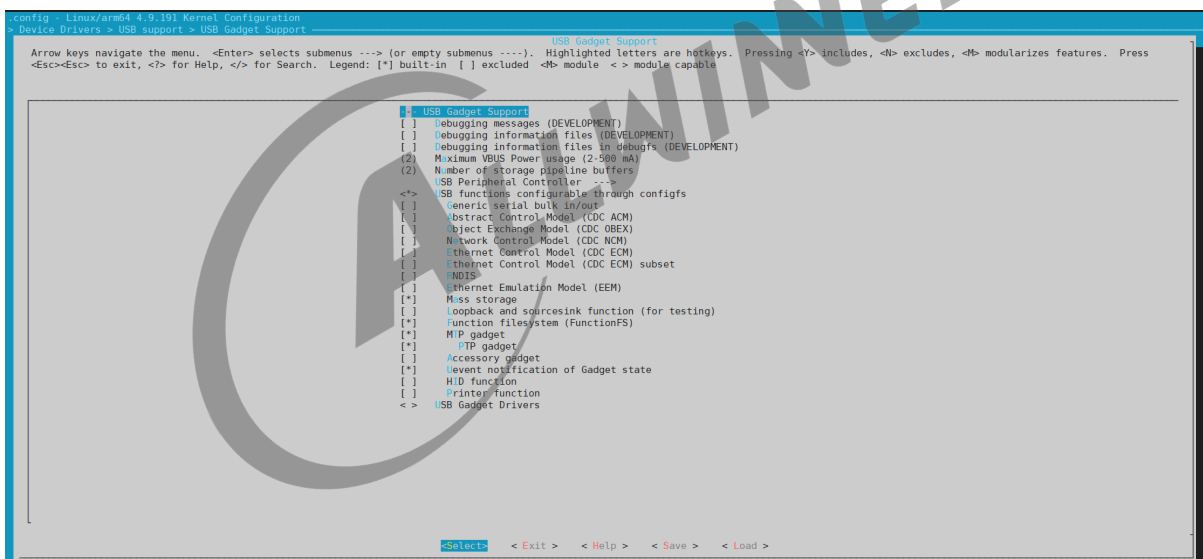 .config - Linux/arm64 4.9.191 Kernel Configuration
> Device Drivers > USB support > USB Gadget Support
USB Gadget Support
Arrow keys navigate the menu. <Enter> selects submenus ---> (or empty submenus ----). Highlighted letters are hotkeys. Pressing <Y> includes, <N> excludes, <M> modularizes features. Press
<Esc><Esc> to exit, <?> for Help, </> for Search. Legend: [*] built-in [ ] excluded <M> module < > module capable
--- USB Gadget Support
[ ] Debugging messages (DEVELOPMENT)
[ ] Debugging information files (DEVELOPMENT)
[ ] Debugging information files in debugfs (DEVELOPMENT)
(2) Maximum VBUS Power usage (2-500 mA)
(2) Number of storage pipeline buffers
USB Peripheral Controller --->
<*> USB functions configurable through configfs
[ ] Generic serial bulk in/out
[ ] Abstract Control Model (CDC ACM)
[ ] Object Exchange Model (CDC OBEX)
[ ] Network Control Model (CDC NCM)
[ ] Ethernet Control Model (CDC ECM)
[ ] Ethernet Control Model (CDC ECM) subset
[ ] RNDIS
[ ] Ethernet Emulation Model (EEM)
[*] Mass storage
[ ] Loopback and sourcesink function (for testing)
[*] Function filesystem (FunctionFS)
[*] MTP gadget
[*] PTP gadget
[ ] Accessory gadget
[*] Uevent notification of Gadget state
[ ] HID function
[ ] Printer function
< > USB Gadget Drivers
<Select> < Exit > < Help > < Save > < Load >
ALLWINNE